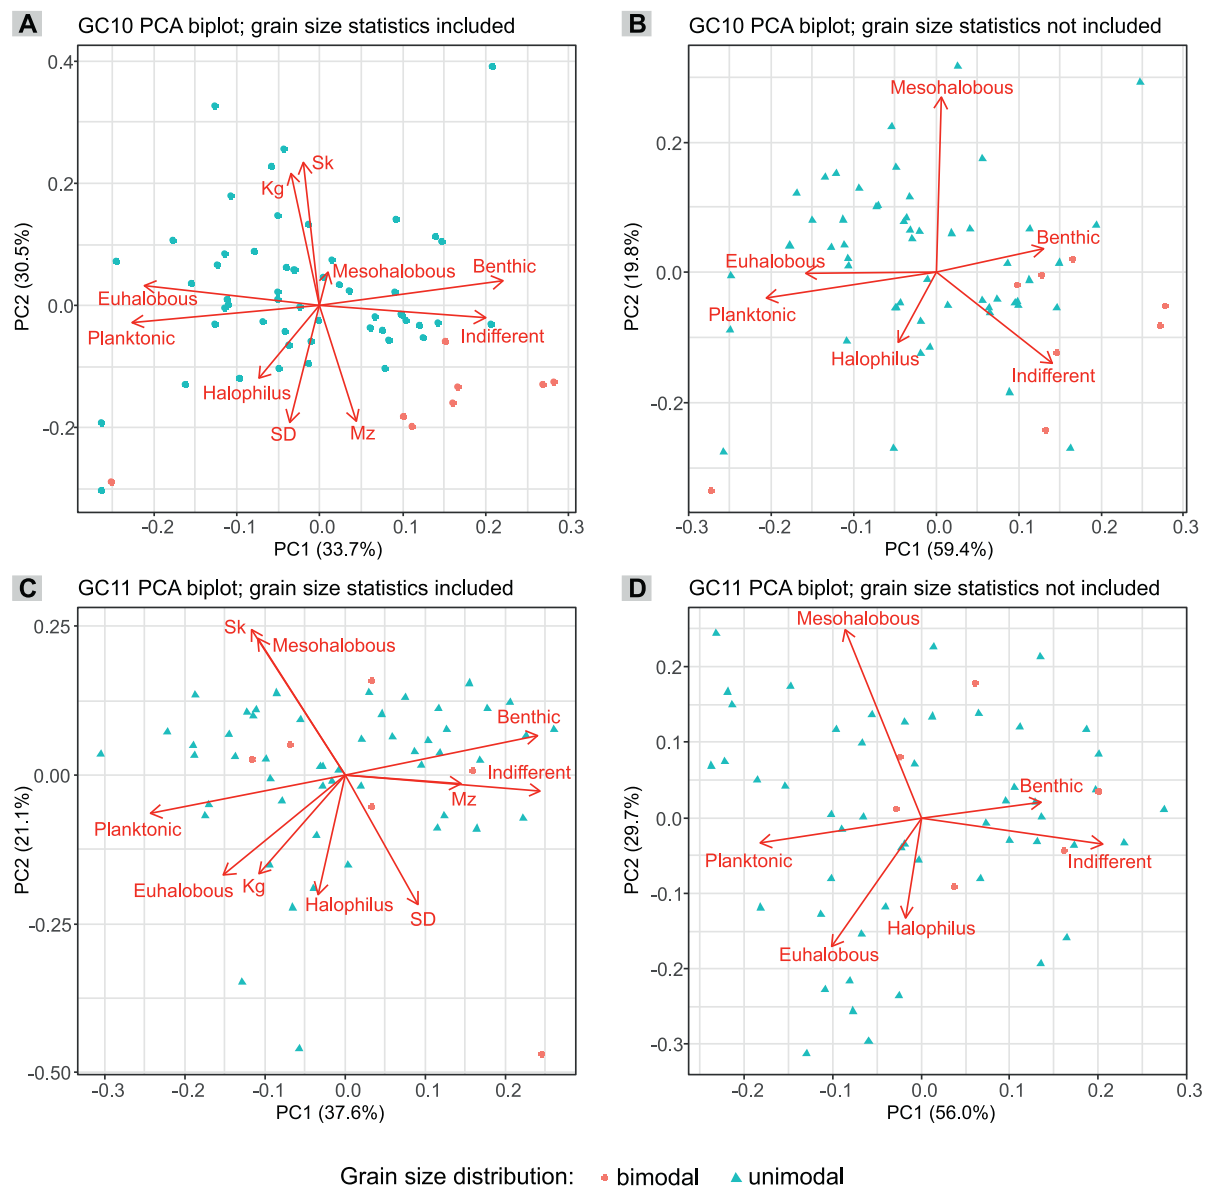 A GC10 PCA biplot; grain size statistics included
0.4
0.2
0.0
-0.2
PC2 (30.5%)
Sk
Kg
Mesohalobous
Benthic
Euhalobous
Planktonic
Indifferent
Halophilus
SD
Mz
-0.2 -0.1 0.0 0.1 0.2 0.3
PC1 (33.7%)
B GC10 PCA biplot; grain size statistics not included
0.2
0.0
-0.2
PC2 (19.8%)
Mesohalobous
Benthic
Euhalobous
Planktonic
Halophilus
Indifferent
-0.3 -0.2 -0.1 0.0 0.1 0.2 0.3
PC1 (59.4%)
C GC11 PCA biplot; grain size statistics included
0.25
0.00
-0.25
-0.50
PC2 (21.1%)
Sk
Mesohalobous
Benthic
Indifferent
Mz
Planktonic
Euhalobous
Kg
Halophilus
SD
-0.3 -0.2 -0.1 0.0 0.1 0.2
PC1 (37.6%)
D GC11 PCA biplot; grain size statistics not included
0.2
0.1
0.0
-0.1
-0.2
-0.3
PC2 (29.7%)
Mesohalobous
Benthic
Planktonic
Indifferent
Halophilus
Euhalobous
-0.2 -0.1 0.0 0.1 0.2 0.3
PC1 (56.0%)
Grain size distribution: bimodal unimodal